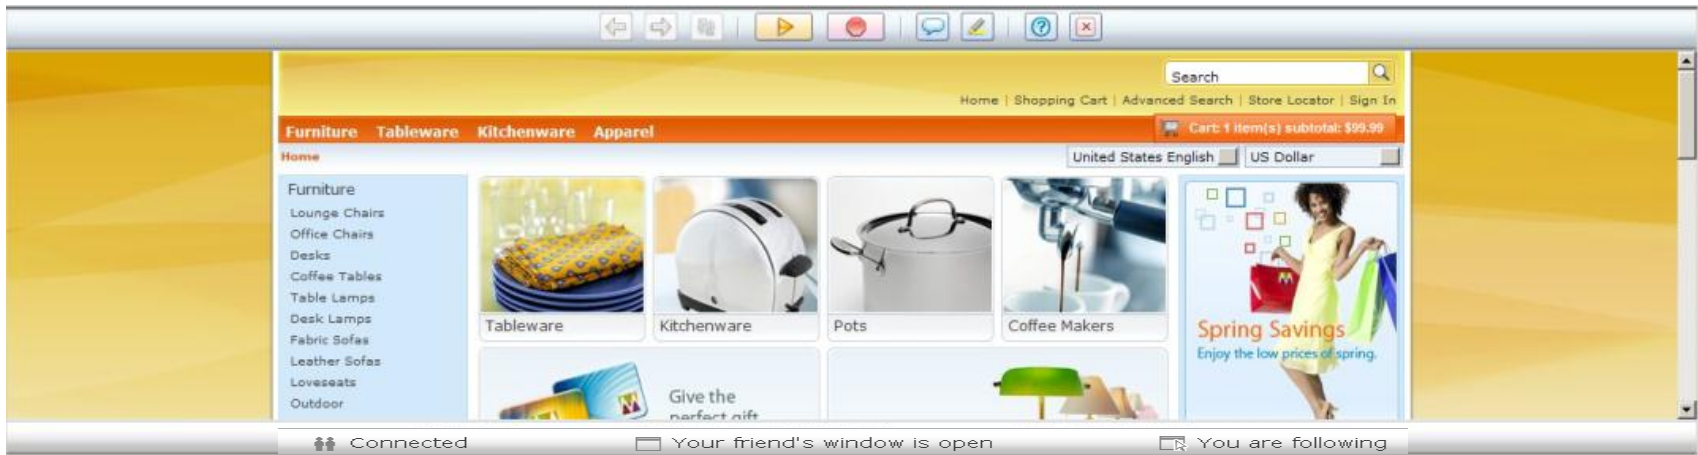 Search
Home | Shopping Cart | Advanced Search | Store Locator | Sign In
Furniture Tableware Kitchenware Apparel
Cart: 1 item(s) subtotal: $99.99
Home
United States English
US Dollar
Furniture
Lounge Chairs
Office Chairs
Desks
Coffee Tables
Table Lamps
Desk Lamps
Fabric Sofas
Leather Sofas
Loveseats
Outdoor
Tableware
Kitchenware
Pots
Coffee Makers
Give the
perfect gift
Spring Savings
Enjoy the low prices of spring.
Connected
Your friend's window is open
You are following